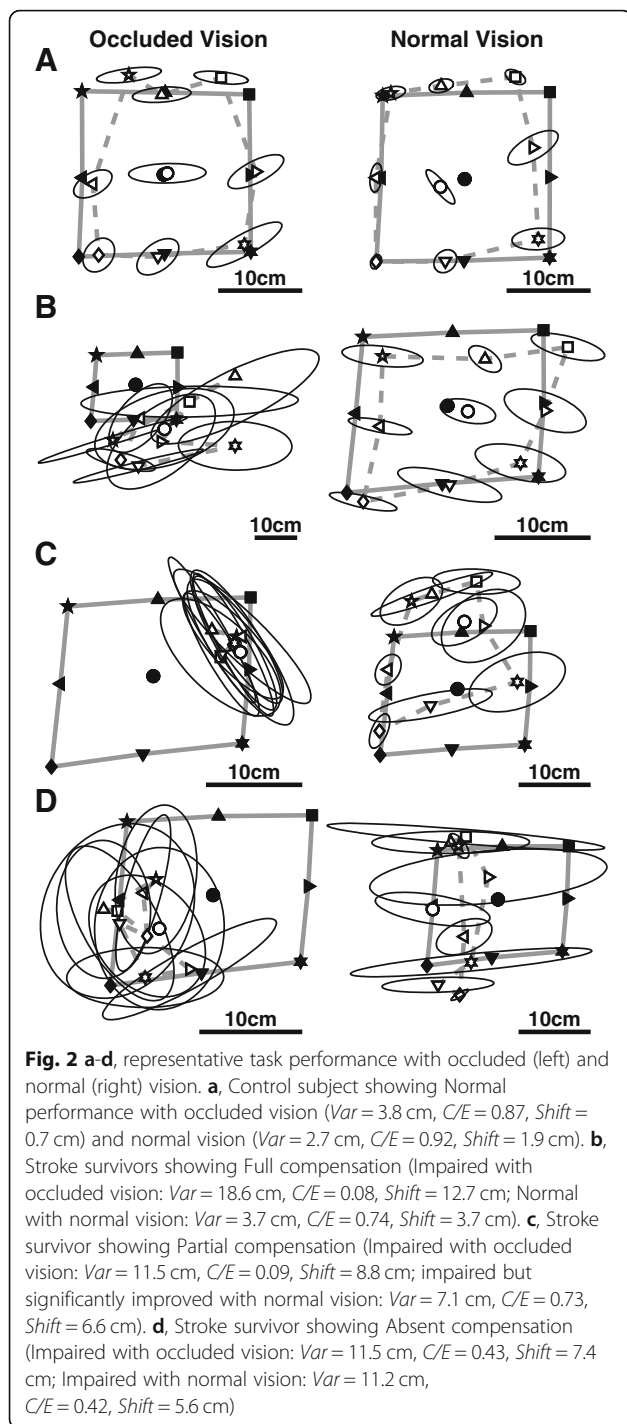 Occluded Vision Normal Vision
A
10cm 10cm
B
10cm 10cm
C
10cm 10cm
D
10cm 10cm
Fig. 2 a-d, representative task performance with occluded (left) and
normal (right) vision. a, Control subject showing Normal
performance with occluded vision (Var = 3.8 cm, C/E = 0.87, Shift =
0.7 cm) and normal vision (Var = 2.7 cm, C/E = 0.92, Shift = 1.9 cm). b,
Stroke survivors showing Full compensation (Impaired with
occluded vision: Var = 18.6 cm, C/E = 0.08, Shift = 12.7 cm; Normal
with normal vision: Var = 3.7 cm, C/E = 0.74, Shift = 3.7 cm). c, Stroke
survivor showing Partial compensation (Impaired with occluded
vision: Var = 11.5 cm, C/E = 0.09, Shift = 8.8 cm; impaired but
significantly improved with normal vision: Var = 7.1 cm, C/E = 0.73,
Shift = 6.6 cm). d, Stroke survivor showing Absent compensation
(Impaired with occluded vision: Var = 11.5 cm, C/E = 0.43, Shift = 7.4
cm; Impaired with normal vision: Var = 11.2 cm,
C/E = 0.42, Shift = 5.6 cm)